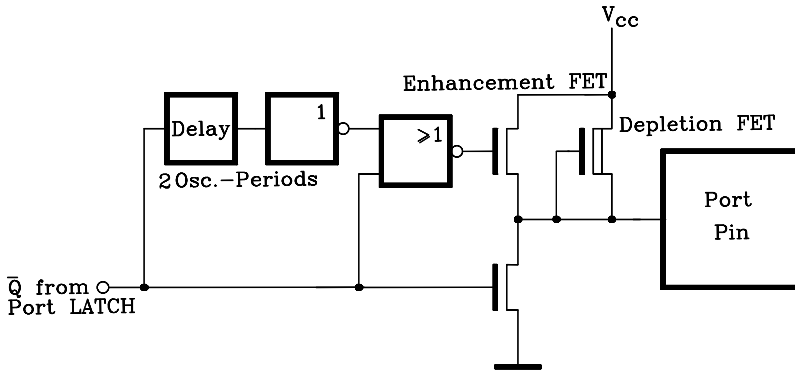 Vcc
Enhancement FET
1
Delay
≥1
Depletion FET
2 Osc.-Periods
Port
Pin
Q̅ from
Port LATCH